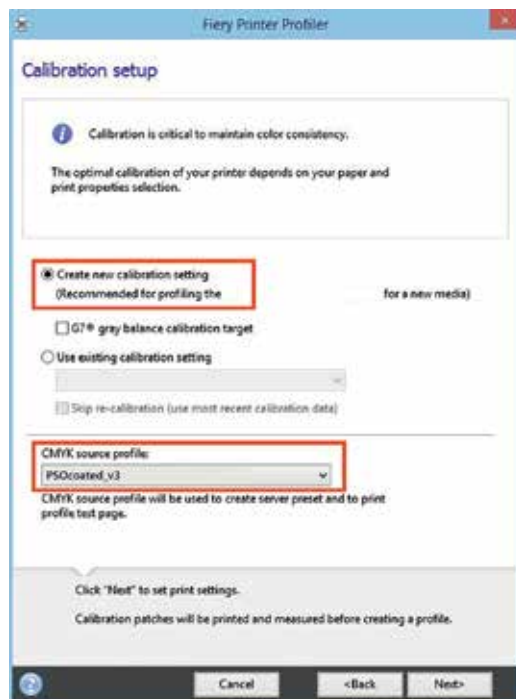 Fiery Printer Profiler
Calibration setup
Calibration is critical to maintain color consistency.
The optimal calibration of your printer depends on your paper and
print properties selection.
Create new calibration setting
(Recommended for profiling the for a new media)
G7® gray balance calibration target
Use existing calibration setting
Skip re-calibration (use most recent calibration data)
CMYK source profile:
PSOcoated_v3
CMYK source profile will be used to create server preset and to print
profile test page.
Click "Next" to set print settings.
Calibration patches will be printed and measured before creating a profile.
Cancel <Back Next>